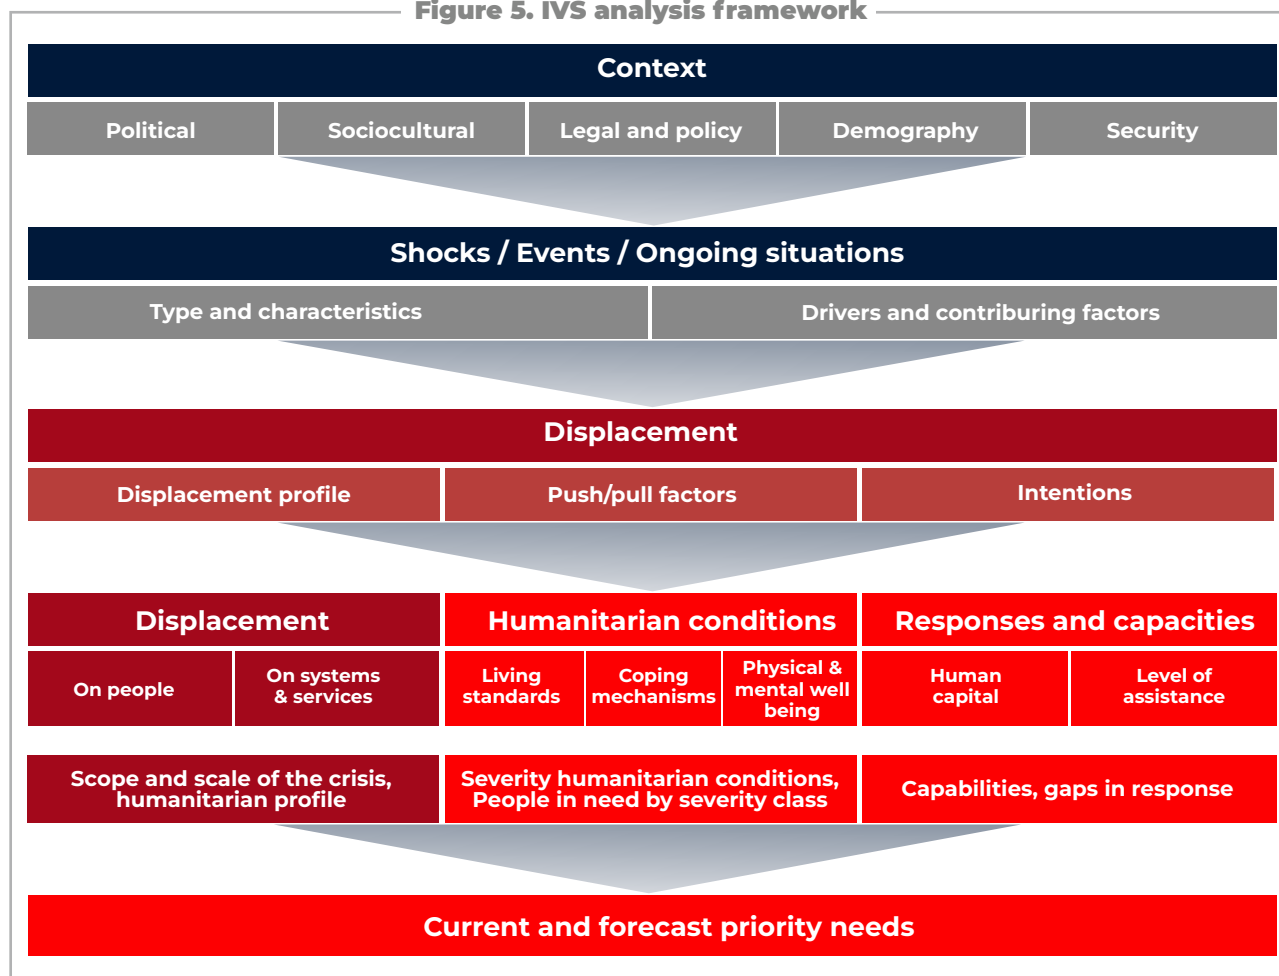 Figure 5. IVS analysis framework
Context
Political
Sociocultural
Legal and policy
Demography
Security
Shocks / Events / Ongoing situations
Type and characteristics
Drivers and contriburing factors
Displacement
Displacement profile
Push/pull factors
Intentions
Displacement
Humanitarian conditions
Responses and capacities
On people
On systems
& services
Living
standards
Coping
mechanisms
Physical &
mental well
being
Human
capital
Level of
assistance
Scope and scale of the crisis,
humanitarian profile
Severity humanitarian conditions,
People in need by severity class
Capabilities, gaps in response
Current and forecast priority needs